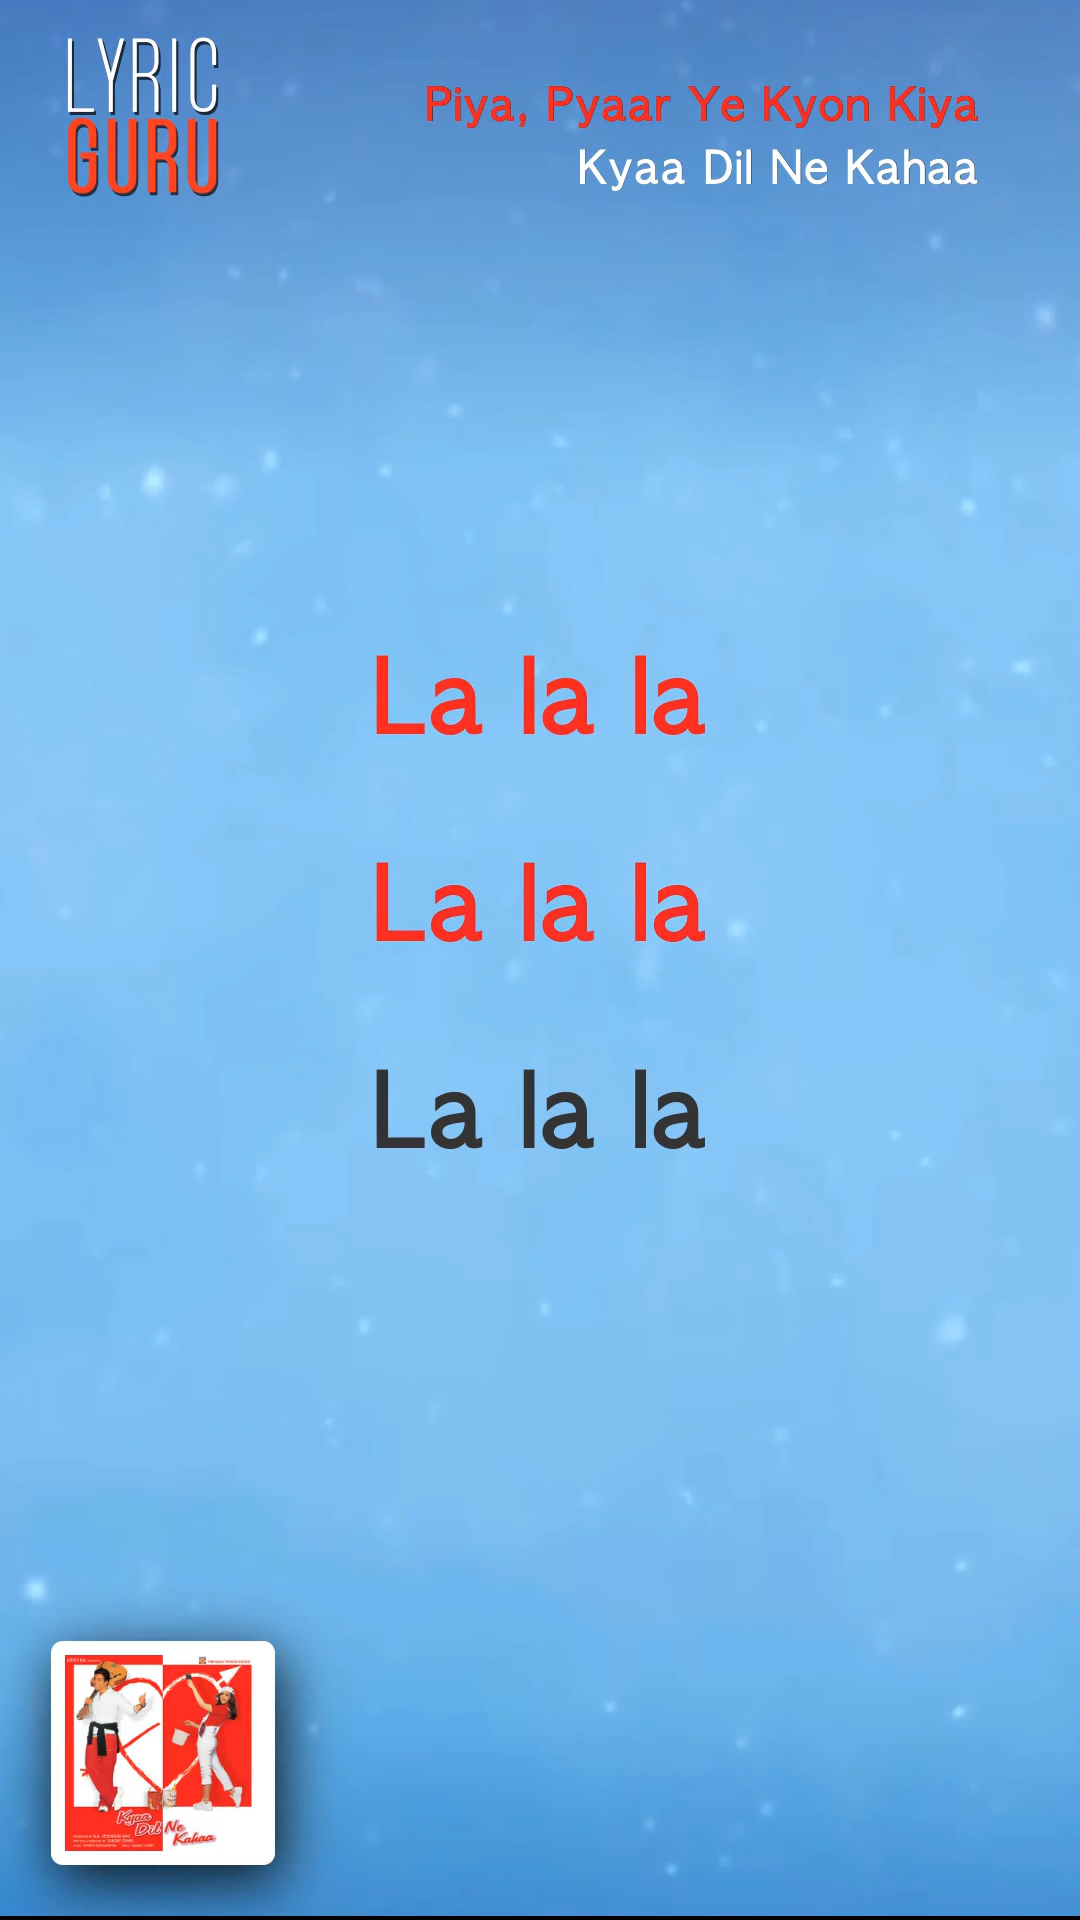 LYRIC
GURU
Piya, Pyaar Ye Kyon Kiya
Kyaa Dil Ne Kahaa
La la la
La la la
La la la
Kyaa
Dil Ne
Kahaa